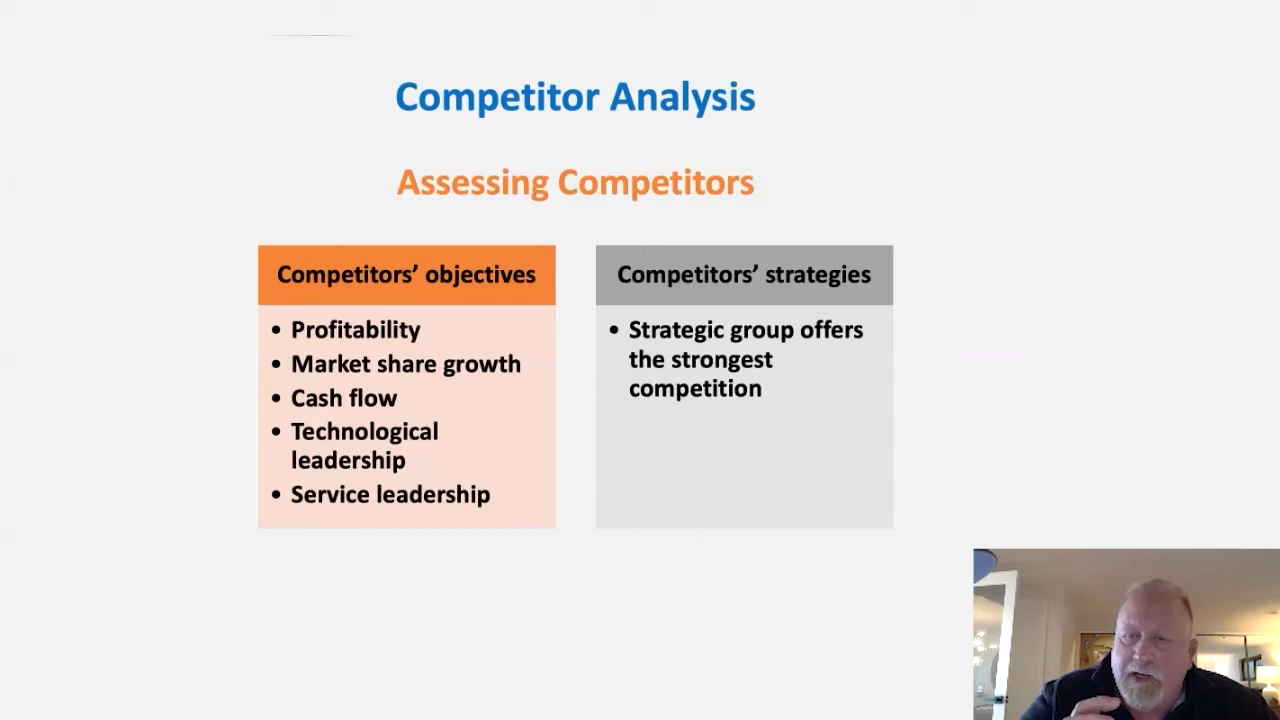 Competitor Analysis
Assessing Competitors
Competitors’ objectives
• Profitability
• Market share growth
• Cash flow
• Technological
leadership
• Service leadership
Competitors’ strategies
• Strategic group offers
the strongest
competition